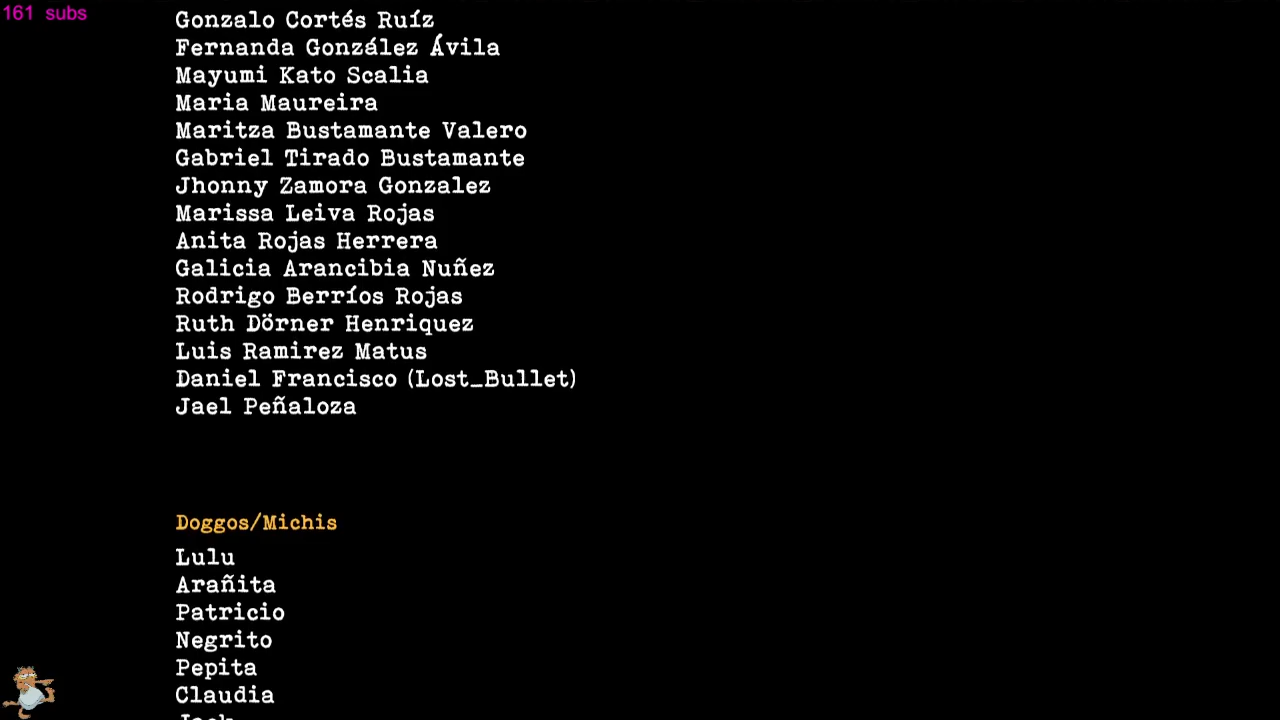 161 subs
Gonzalo Cortés Ruíz
Fernanda González Ávila
Mayumi Kato Scalia
Maria Maureira
Maritza Bustamante Valero
Gabriel Tirado Bustamante
Jhonny Zamora Gonzalez
Marissa Leiva Rojas
Anita Rojas Herrera
Galicia Arancibia Nuñez
Rodrigo Berríos Rojas
Ruth Dörner Henriquez
Luis Ramirez Matus
Daniel Francisco (Lost_Bullet)
Jael Peñaloza
Doggos/Michis
Lulu
Arañita
Patricio
Negrito
Pepita
Claudia